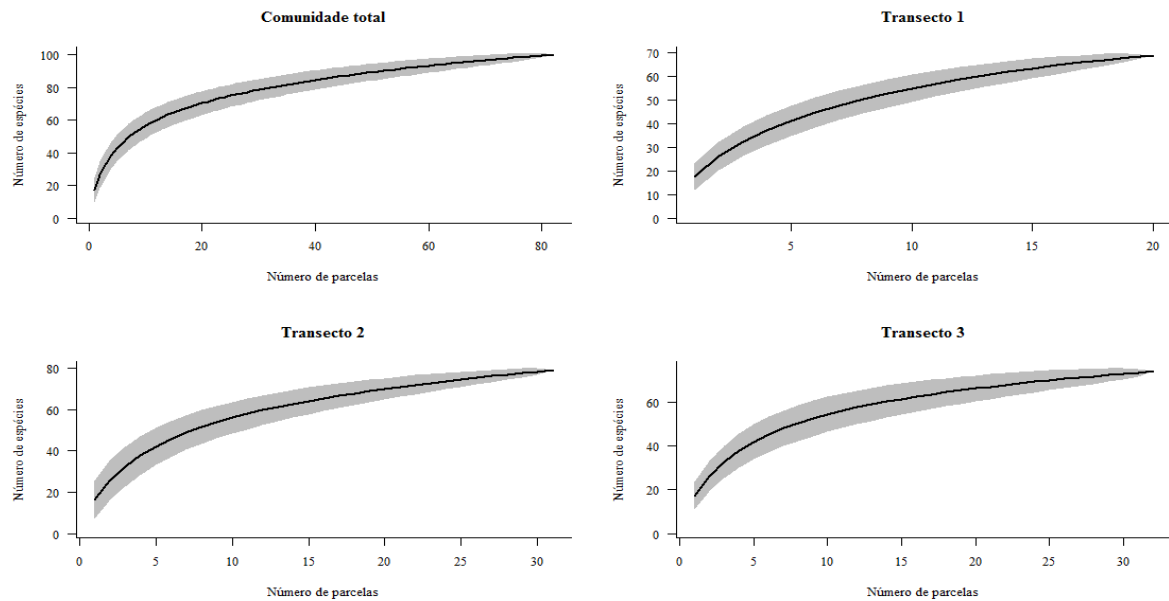 Comunidade total
100
80
60
40
20
0
Número de espécies
0 20 40 60 80
Número de parcelas
Transecto 1
70
60
50
40
30
20
10
0
Número de espécies
5 10 15 20
Número de parcelas
Transecto 2
80
60
40
20
0
Número de espécies
0 5 10 15 20 25 30
Número de parcelas
Transecto 3
60
40
20
0
Número de espécies
0 5 10 15 20 25 30
Número de parcelas